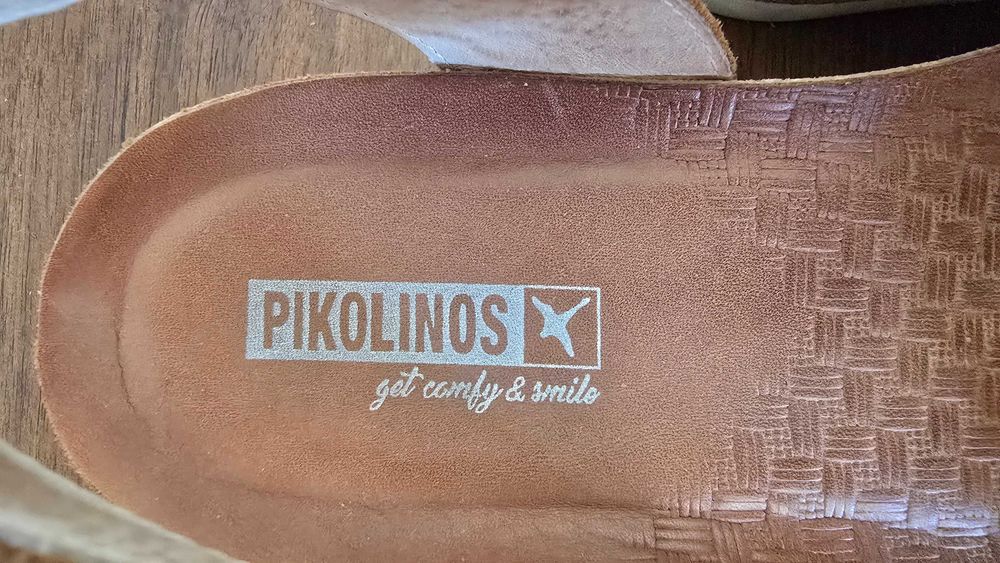 PIKOLINOS
get comfy & smile